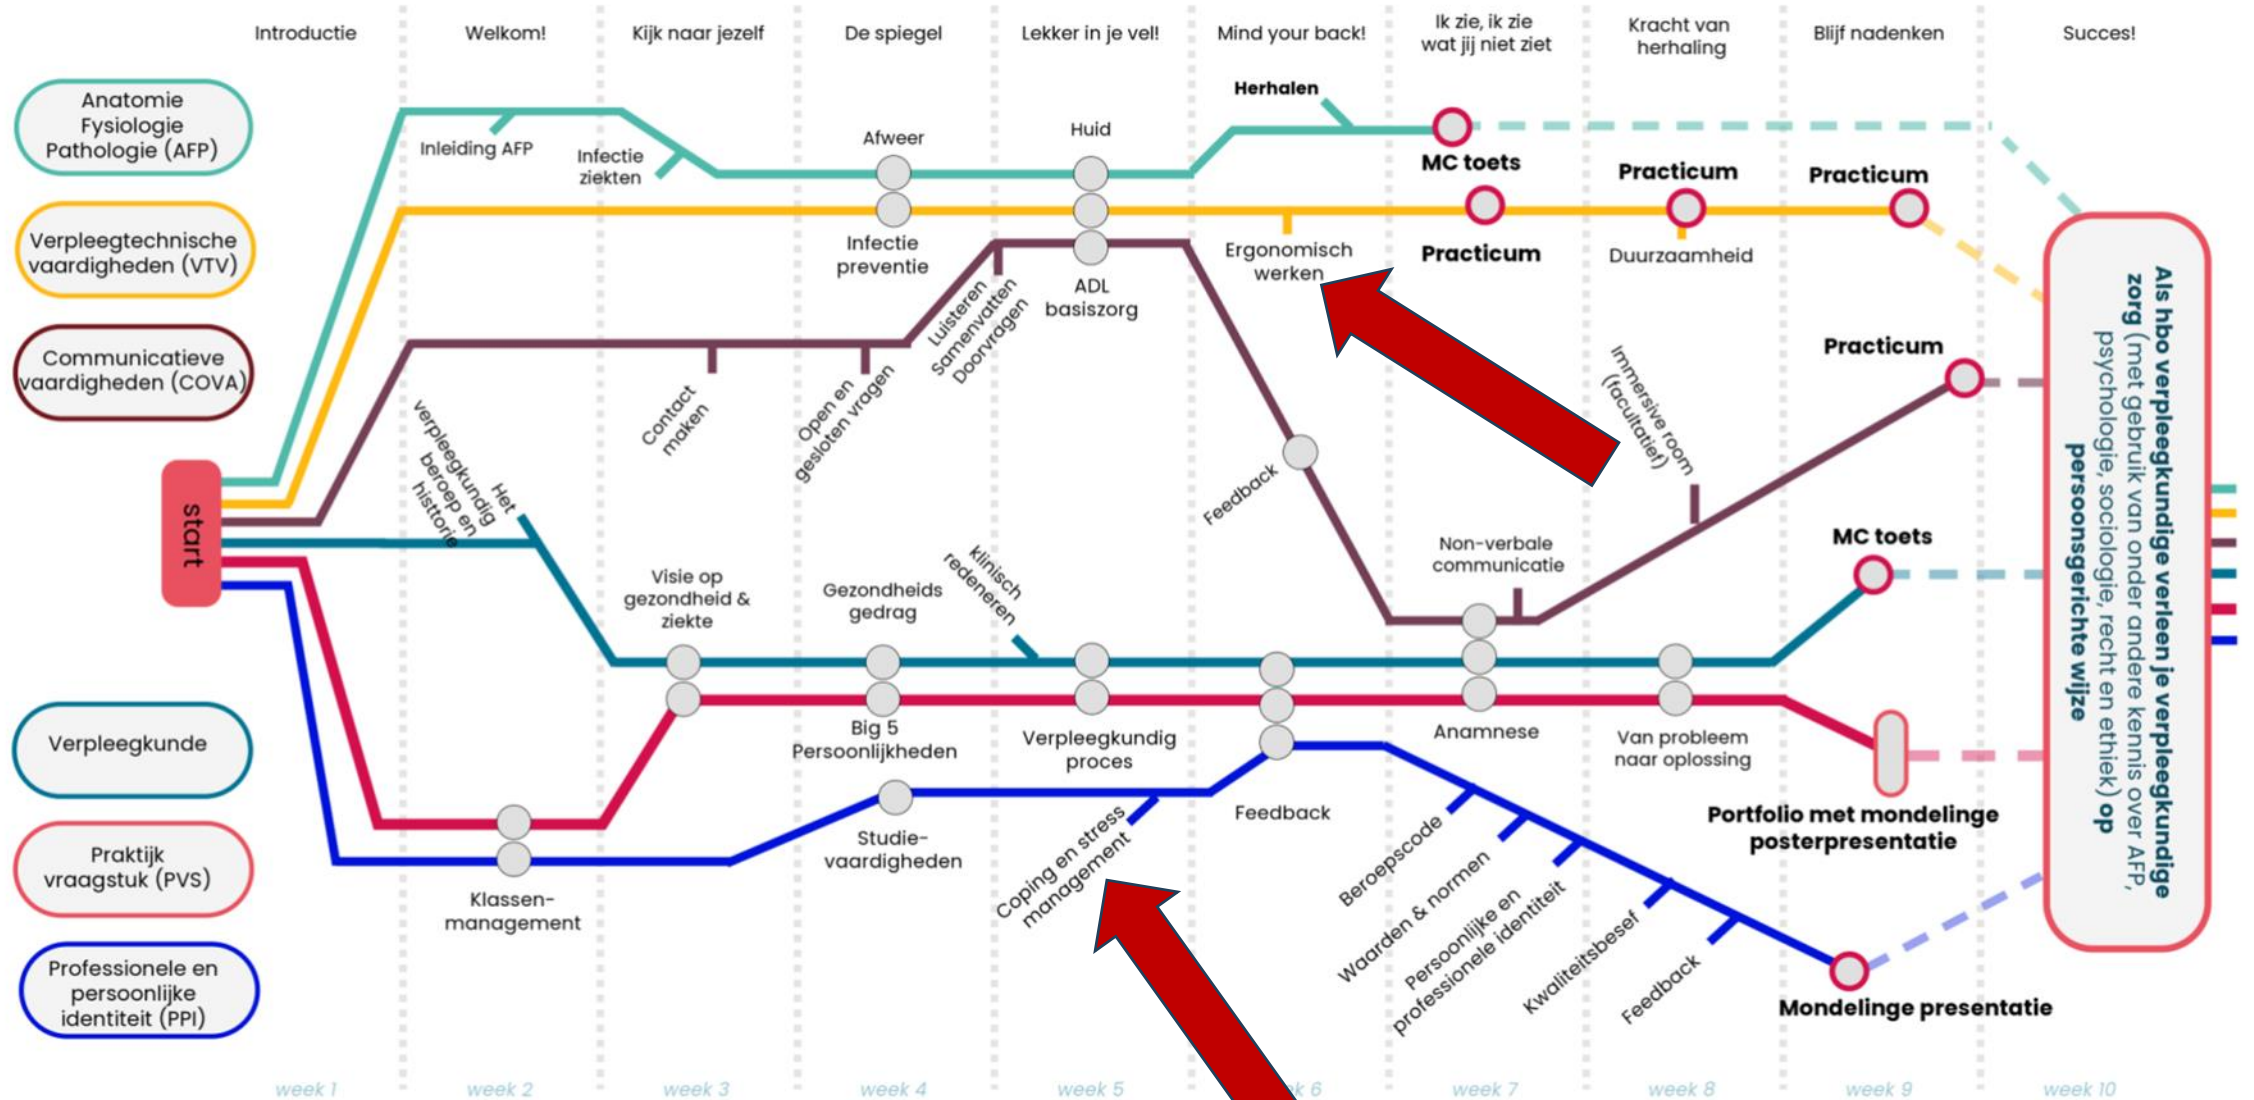 Introductie
Welkom!
Kijk naar jezelf
De spiegel
Lekker in je vel!
Mind your back!
Ik zie, ik zie
wat jij niet ziet
Kracht van
herhaling
Blijf nadenken
Succes!
Anatomie
Fysiologie
Pathologie (AFP)
Verpleegtechnische
vaardigheden (VTV)
Communicatieve
vaardigheden (COVA)
start
Verpleegkunde
Praktijk
vraagstuk (PVS)
Professionele en
persoonlijke
identiteit (PPI)
Inleiding AFP
Infectie
ziekten
Afweer
Huid
Herhalen
MC toets
Infectie
preventie
ADL
basiszorg
Ergonomisch
werken
Practicum
Practicum
Duurzaamheid
Practicum
Contact
maken
Open en
gesloten vragen
Luisteren
Samenvatten
Doorvragen
Feedback
Non-verbale
communicatie
Immersive room
(facultatief)
Practicum
Het
verpleegkundig
beroep en
histtorie
Visie op
gezondheid &
ziekte
Gezondheids
gedrag
klinisch
redeneren
MC toets
Big 5
Persoonlijkheden
Verpleegkundig
proces
Anamnese
Van probleem
naar oplossing
Portfolio met mondelinge
posterpresentatie
Klassen-
management
Studie-
vaardigheden
Coping en stress
management
Feedback
Beroepscode
Waarden & normen
Persoonlijke en
professionele identiteit
Kwaliteitsbesef
Feedback
Mondelinge presentatie
Als hbo verpleegkundige verleen je verpleegkundige
zorg (met gebruik van onder andere kennis over AFP,
psychologie, sociologie, recht en ethiek) op
persoonsgerichte wijze
week 1
week 2
week 3
week 4
week 5
ek 6
week 7
week 8
week 9
week 10